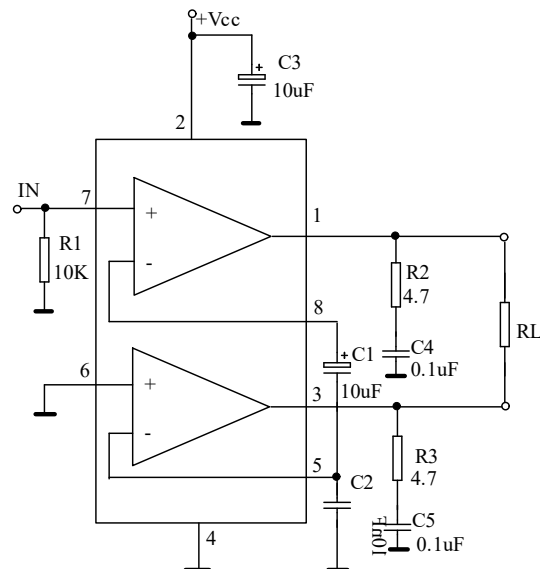 +Vcc
C3
10uF
2
IN
7
+
1
R1
10K
-
R2
4.7
8
RL
C1
10uF
C4
0.1uF
6
+
3
-
5
C2
R3
4.7
10uF
C5
0.1uF
4